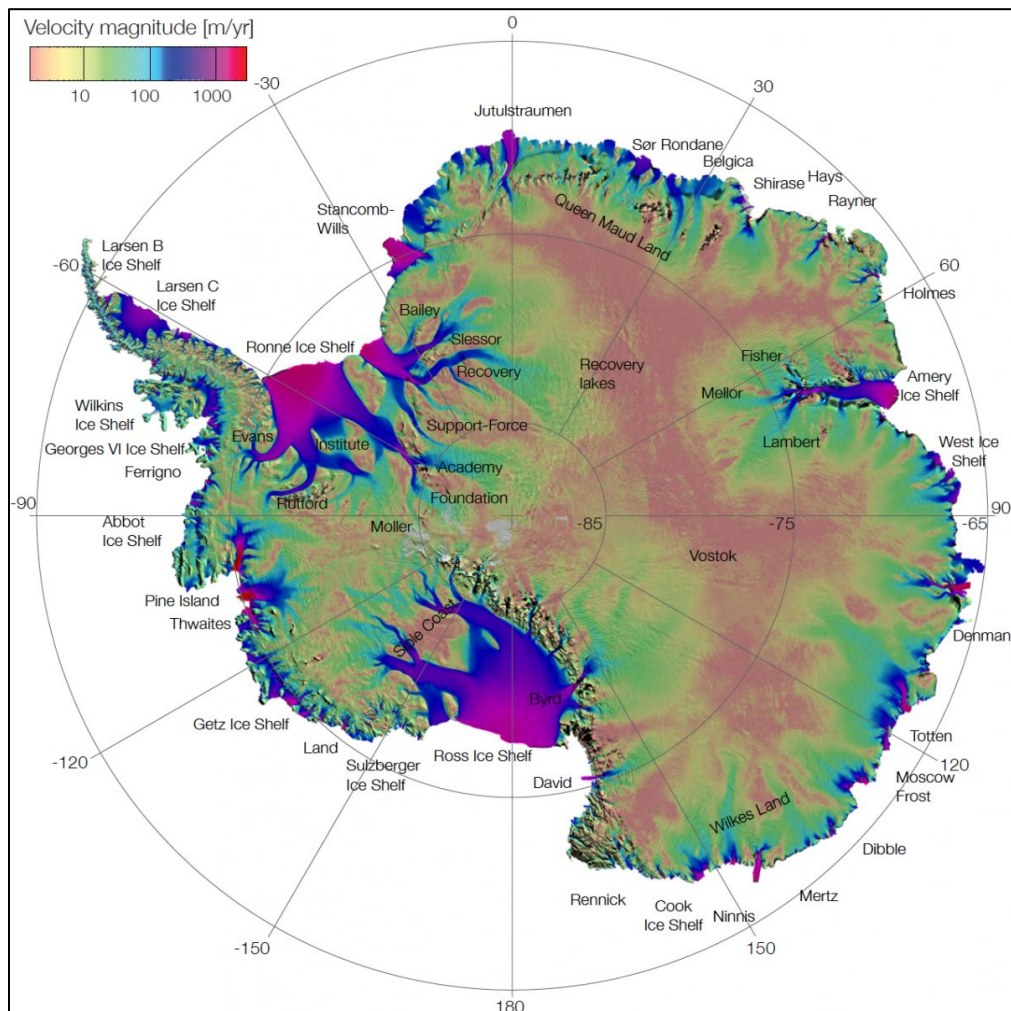 Velocity magnitude [m/yr]
10 100 1000
0
-30
30
Jutulstraumen
Sør Rondane
Belgica
Hays
Shirase
Rayner
Stancomb-
Wills
Queen Maud Land
Larsen B
Ice Shelf
-60
60
Larsen C
Ice Shelf
Holmes
Bailey
Slessor
Ronne Ice Shelf
Recovery
Recovery
lakes
Fisher
Mellor
Amery
Ice Shelf
Wilkins
Ice Shelf
Support-Force
Georges VI Ice Shelf
Evans
Institute
Lambert
West Ice
Shelf
Ferrigno
Academy
Rutford
Foundation
-90
Abbot
Ice Shelf
Moller
-85
-75
-65
90
Vostok
Pine Island
Thwaites
Siple Coast
Denman
Byrd
Getz Ice Shelf
Land
Ross Ice Shelf
Totten
-120
Sulzberger
Ice Shelf
David
120
Moscow
Frost
Wilkes Land
Dibble
Rennick
Cook
Ice Shelf
Ninnis
Mertz
-150
150
180